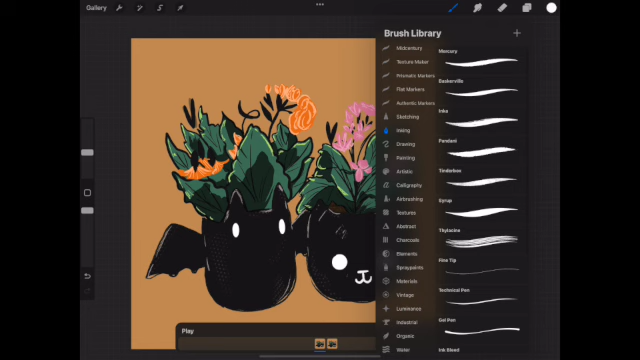 Gallery
Brush Library
Midcentury
Texture Maker
Prismatic Markers
Flat Markers
Authentic Markers
Sketching
Inking
Drawing
Painting
Artistic
Calligraphy
Airbrushing
Textures
Abstract
Charcoals
Elements
Spraypaints
Materials
Vintage
Luminance
Industrial
Organic
Water
Mercury
Baskerville
Inka
Pandani
Tinderbox
Syrup
Thylacine
Fine Tip
Technical Pen
Gel Pen
Ink Bleed
Play